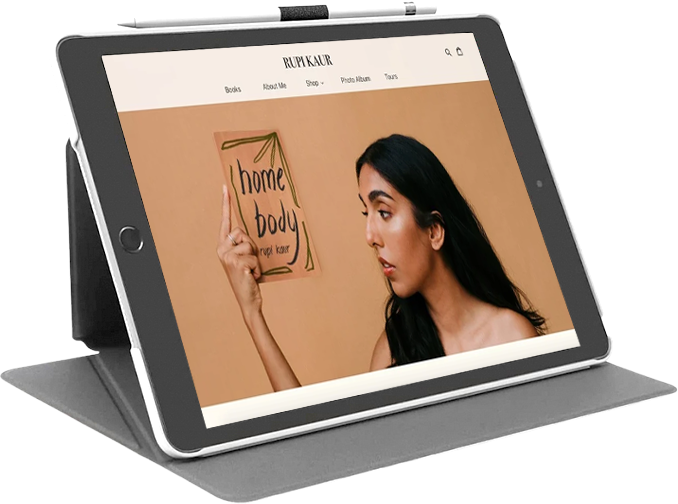 RUPI KAUR
Books About Me Shop Photo Album Tours
home
body
rupi kaur